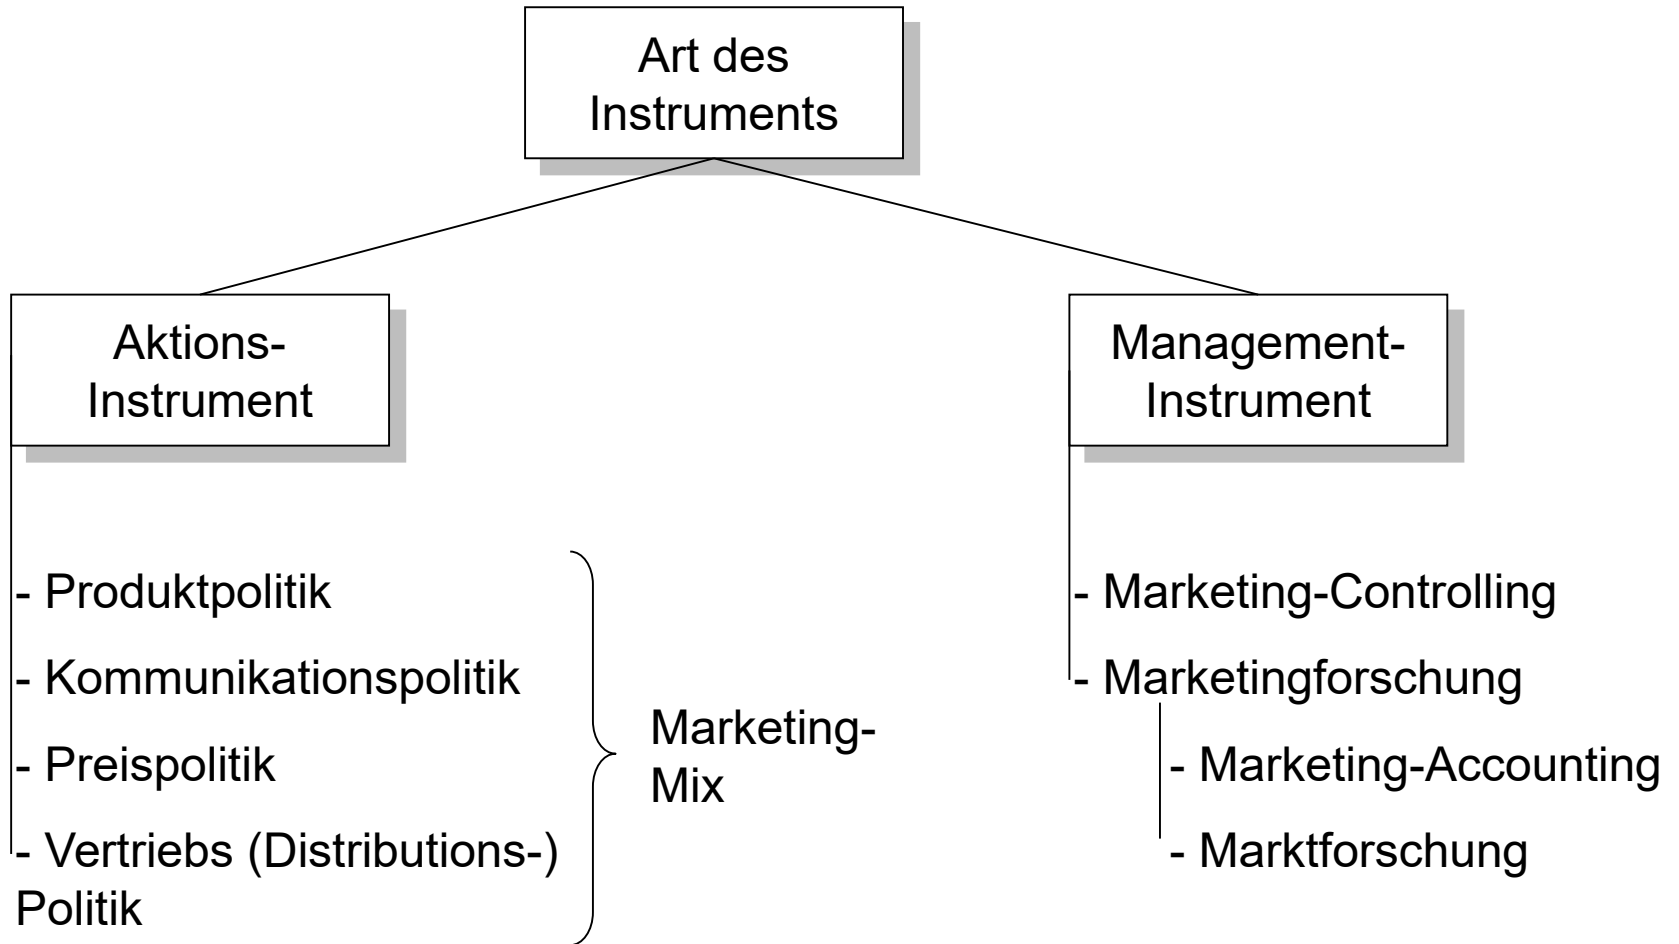 Art des
Instruments
Aktions-
Instrument
Management-
Instrument
- Produktpolitik
- Kommunikationspolitik
- Preispolitik
- Vertriebs (Distributions-)
Politik
Marketing-
Mix
- Marketing-Controlling
- Marketingforschung
- Marketing-Accounting
- Marktforschung